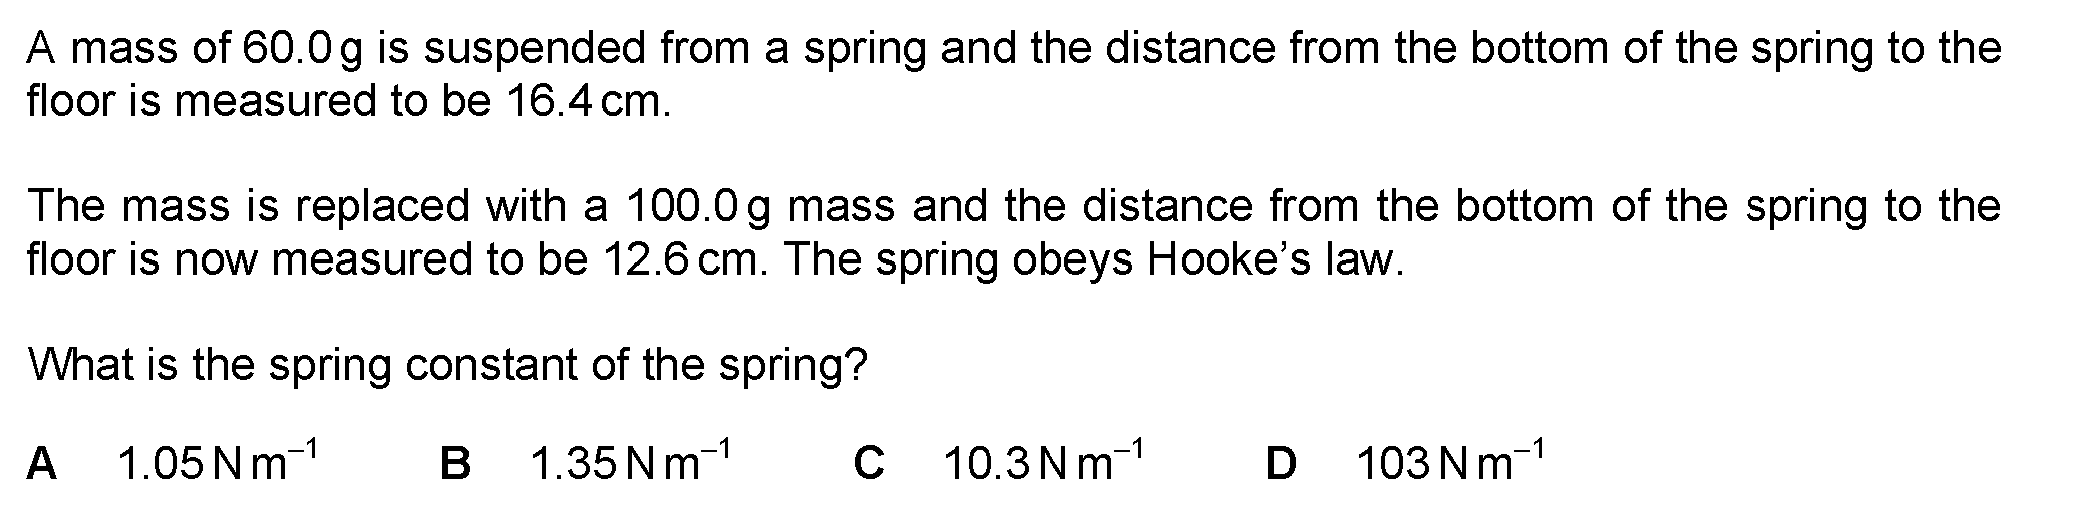 A mass of 60.0 g is suspended from a spring and the distance from the bottom of the spring to the
floor is measured to be 16.4 cm.
The mass is replaced with a 100.0 g mass and the distance from the bottom of the spring to the
floor is now measured to be 12.6 cm. The spring obeys Hooke’s law.
What is the spring constant of the spring?
A 1.05 N m⁻¹ B 1.35 N m⁻¹ C 10.3 N m⁻¹ D 103 N m⁻¹